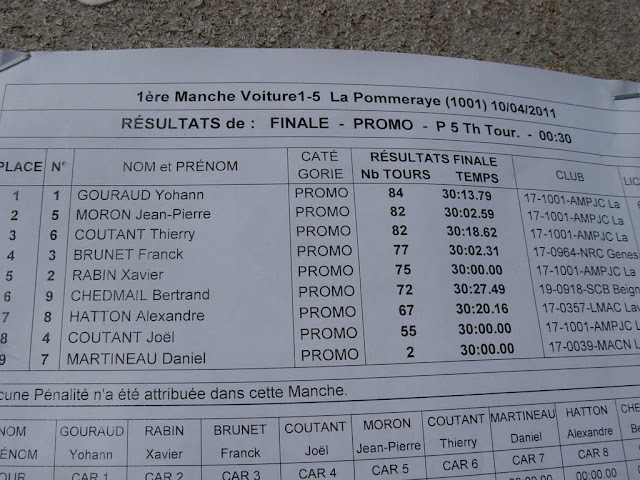 1ère Manche Voiture1-5 La Pommeraye (1001) 10/04/2011
RÉSULTATS de : FINALE - PROMO - P 5 Th Tour. - 00:30
PLACE N° NOM et PRÉNOM CATÉ GORIE RÉSULTATS FINALE Nb TOURS TEMPS CLUB LIC
1 1 GOURAUD Yohann PROMO 84 30:13.79 17-1001-AMPJC La
2 5 MORON Jean-Pierre PROMO 82 30:02.59 17-1001-AMPJC La
3 6 COUTANT Thierry PROMO 82 30:18.62 17-1001-AMPJC La
4 3 BRUNET Franck PROMO 77 30:02.31 17-0964-NRC Genes
5 2 RABIN Xavier PROMO 75 30:00.00 17-1001-AMPJC La
6 9 CHEDMAIL Bertrand PROMO 72 30:27.49 19-0918-SCB Beign
7 8 HATTON Alexandre PROMO 67 30:20.16 17-0357-LMAC Lav
8 4 COUTANT Joël PROMO 55 30:00.00 17-1001-AMPJC L
9 7 MARTINEAU Daniel PROMO 2 30:00.00 17-0039-MACN L
cune Pénalité n'a été attribuée dans cette Manche.
NOM GOURAUD RABIN BRUNET COUTANT MORON COUTANT MARTINEAU HATTON CHE
RÉNOM Yohann Xavier Franck Joël Jean-Pierre Thierry Daniel Alexandre Be
OUR CAR 1 CAR 2 CAR 3 CAR 4 CAR 5 CAR 6 CAR 7 CAR 8